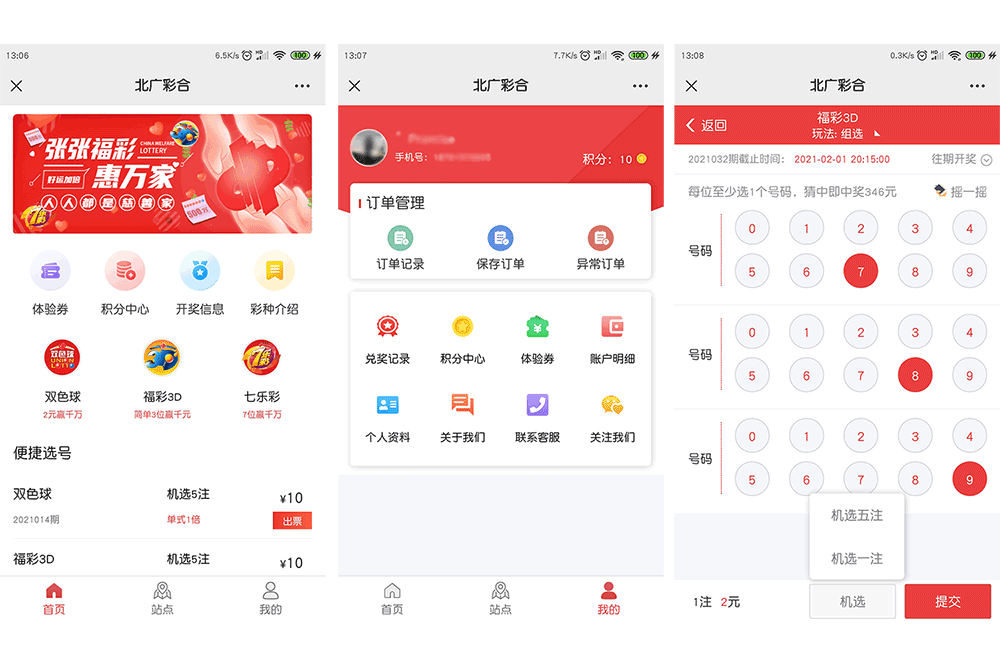 13:06
6.5K/s
HD
100
北广彩合
张张福彩
CHINA WELFARE
LOTTERY
好运加倍
惠万家
人人都是慈善家
500万
体验券
积分中心
开奖信息
彩种介绍
双色球
UNION
LOTTO
七乐彩
双色球
福彩3D
七乐彩
2元赢千万
简单3位赢千元
7位赢千万
便捷选号
双色球
机选5注
¥10
2021014期
单式1倍
出票
福彩3D
机选5注
¥10
首页
站点
我的
13:07
7.7K/s
HD
100
北广彩合
手机号:
积分: 10
订单管理
订单记录
保存订单
异常订单
兑奖记录
积分中心
体验券
账户明细
个人资料
关于我们
联系客服
关注我们
首页
站点
我的
13:08
0.3K/s
HD
100
北广彩合
返回
福彩3D
玩法: 组选
2021032期截止时间: 2021-02-01 20:15:00
往期开奖
每位至少选1个号码，猜中即中奖346元
摇一摇
号码
0 1 2 3 4
5 6 7 8 9
号码
0 1 2 3 4
5 6 7 8 9
号码
0 1 2 3 4
5 6 7 8 9
机选五注
机选一注
1注 2元
机选
提交